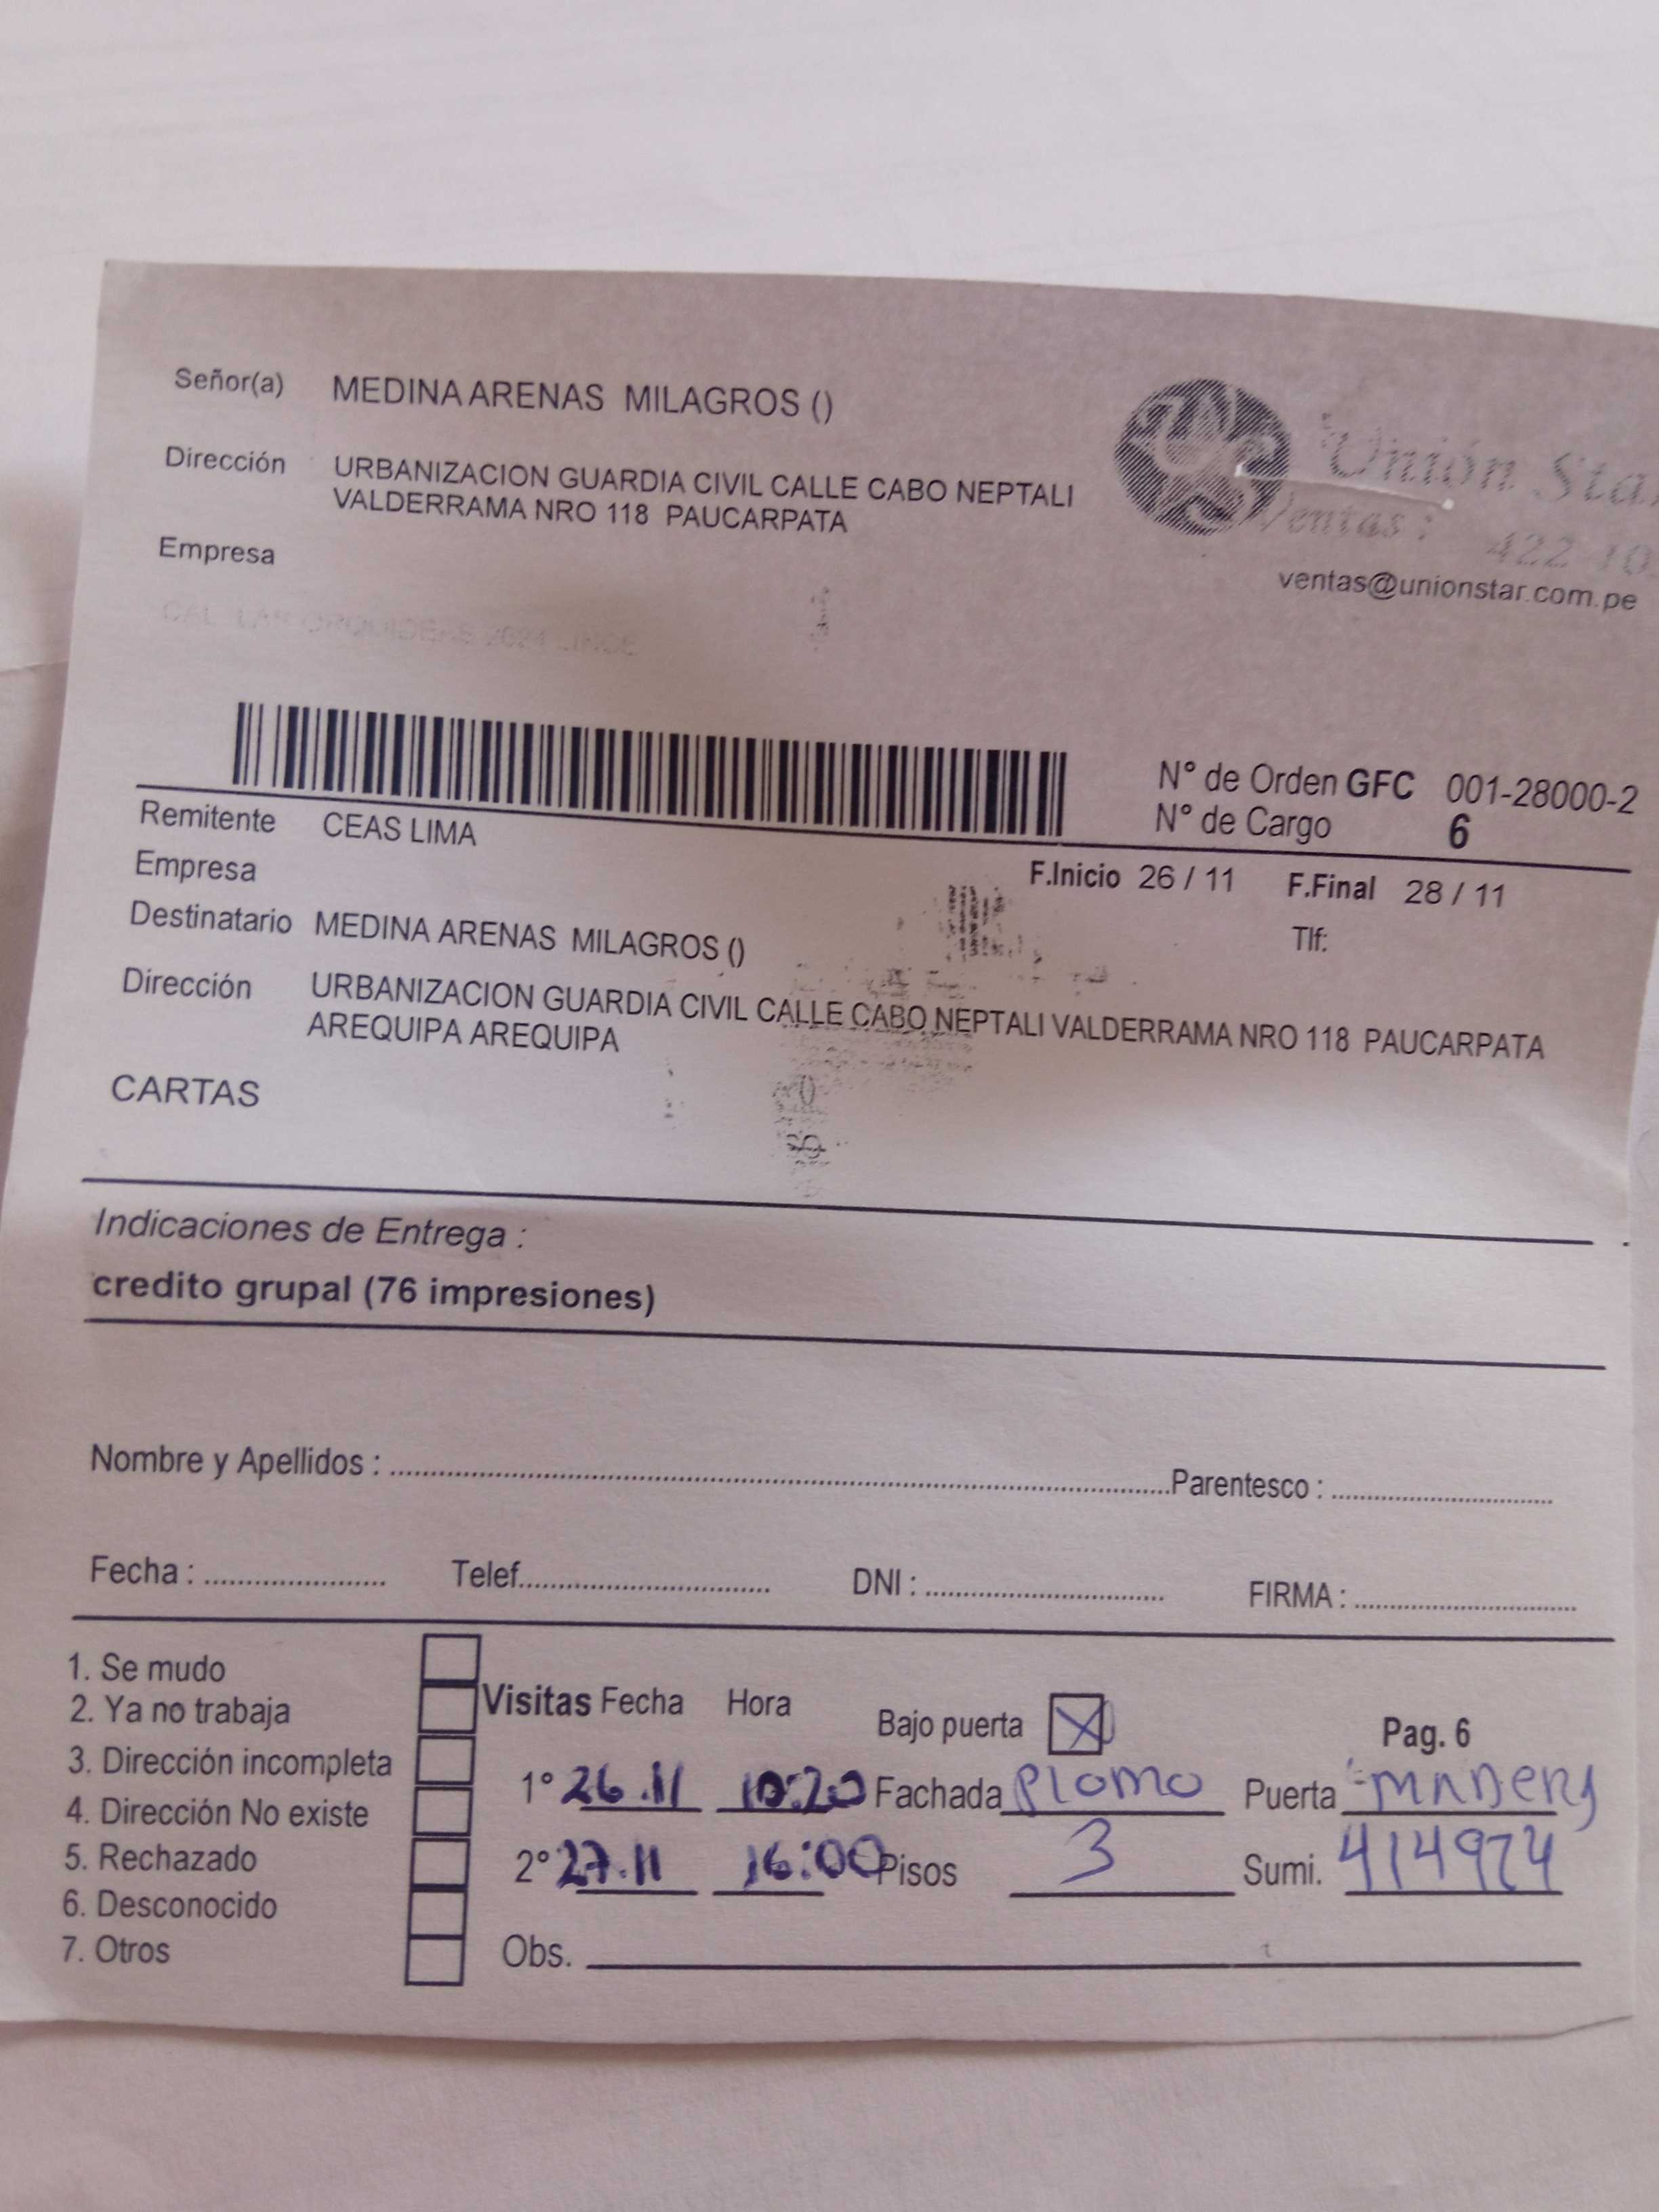 Señor(a) MEDINA ARENAS MILAGROS ()
Dirección URBANIZACION GUARDIA CIVIL CALLE CABO NEPTALI
VALDERRAMA NRO 118 PAUCARPATA
Empresa
Unión Star
Ventas :
422 10
ventas@unionstar.com.pe
N° de Orden GFC 001-28000-2
N° de Cargo 6
Remitente CEAS LIMA
Empresa
F.Inicio 26 / 11 F.Final 28 / 11
Destinatario MEDINA ARENAS MILAGROS ()
Tlf:
Dirección URBANIZACION GUARDIA CIVIL CALLE CABO NEPTALI VALDERRAMA NRO 118 PAUCARPATA
AREQUIPA AREQUIPA
CARTAS
Indicaciones de Entrega :
credito grupal (76 impresiones)
Nombre y Apellidos : Parentesco :
Fecha : Telef. DNI : FIRMA :
1. Se mudo
2. Ya no trabaja
3. Dirección incompleta
4. Dirección No existe
5. Rechazado
6. Desconocido
7. Otros
Visitas Fecha Hora Bajo puerta X Pag. 6
1° 26.11 10:20 Fachada PLOMO Puerta MADERA
2° 27.11 16:00 Pisos 3 Sumi. 414974
Obs.